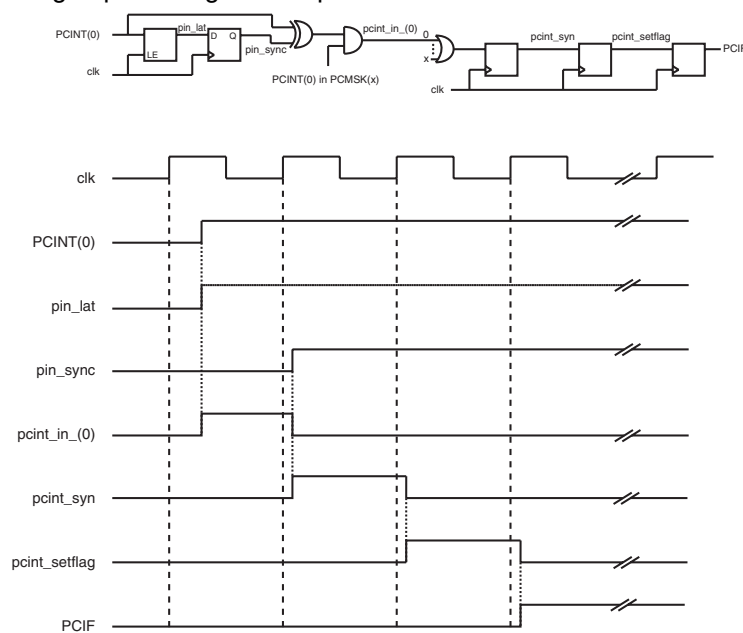 PCINT(0)
pin_lat
D Q
LE
pin_sync
clk
PCINT(0) in PCMSK(x)
pcint_in_(0)
0
x
clk
pcint_syn
pcint_setflag
PCIF
clk
PCINT(0)
pin_lat
pin_sync
pcint_in_(0)
pcint_syn
pcint_setflag
PCIF